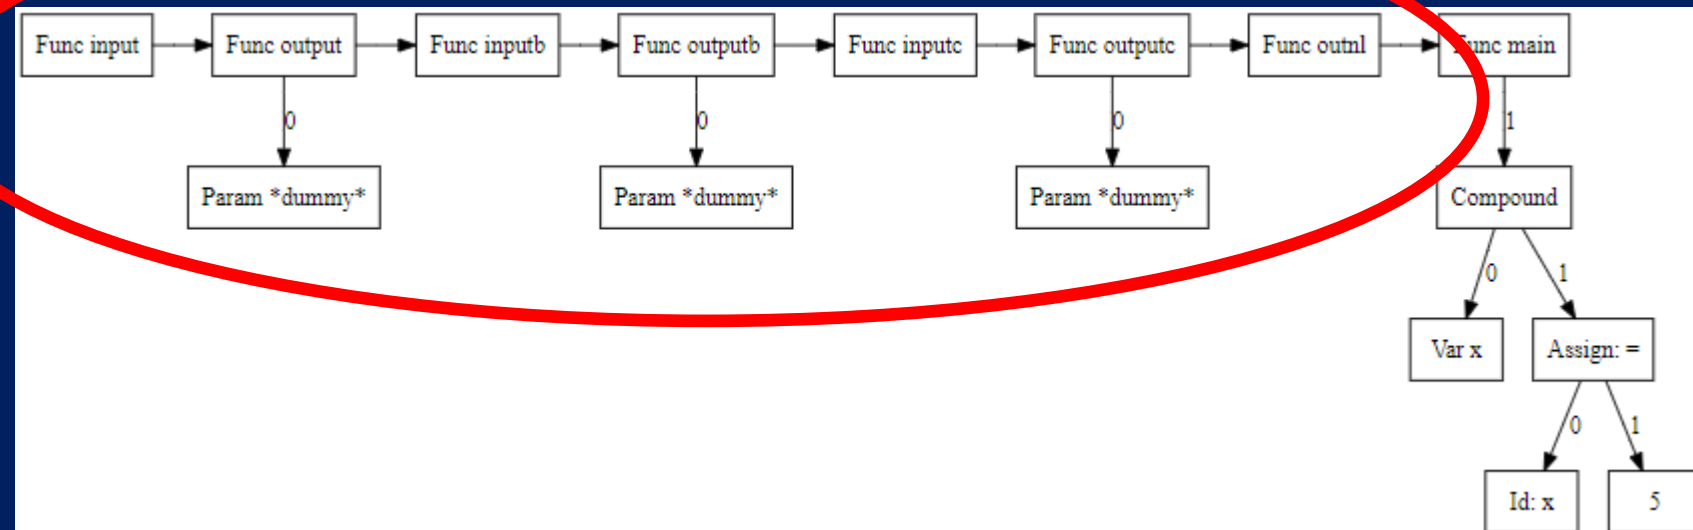 Func input
Func output
Func inputb
Func outputb
Func inputc
Func outputc
Func outnl
Func main
0
0
0
1
Param *dummy*
Param *dummy*
Param *dummy*
Compound
0
1
Var x
Assign: =
0
1
Id: x
5